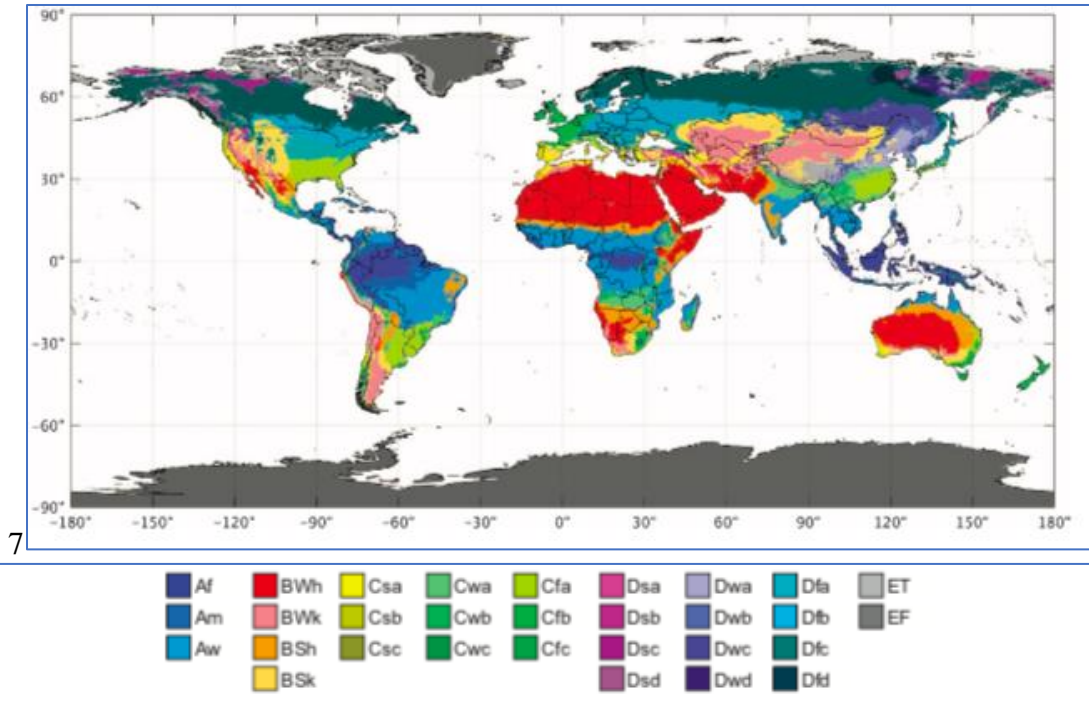 90°
60°
30°
0°
-30°
-60°
-90°
-180° -150° -120° -90° -60° -30° 0° 30° 60° 90° 120° 150° 180°
7
Af BWh Csa Cwa Cfa Dsa Dwa Dfa ET
Am BWk Csb Cwb Cfb Dsb Dwb Dfb EF
Aw BSh Csc Cwc Cfc Dsc Dwc Dfc
BSk Dsd Dwd Dfd